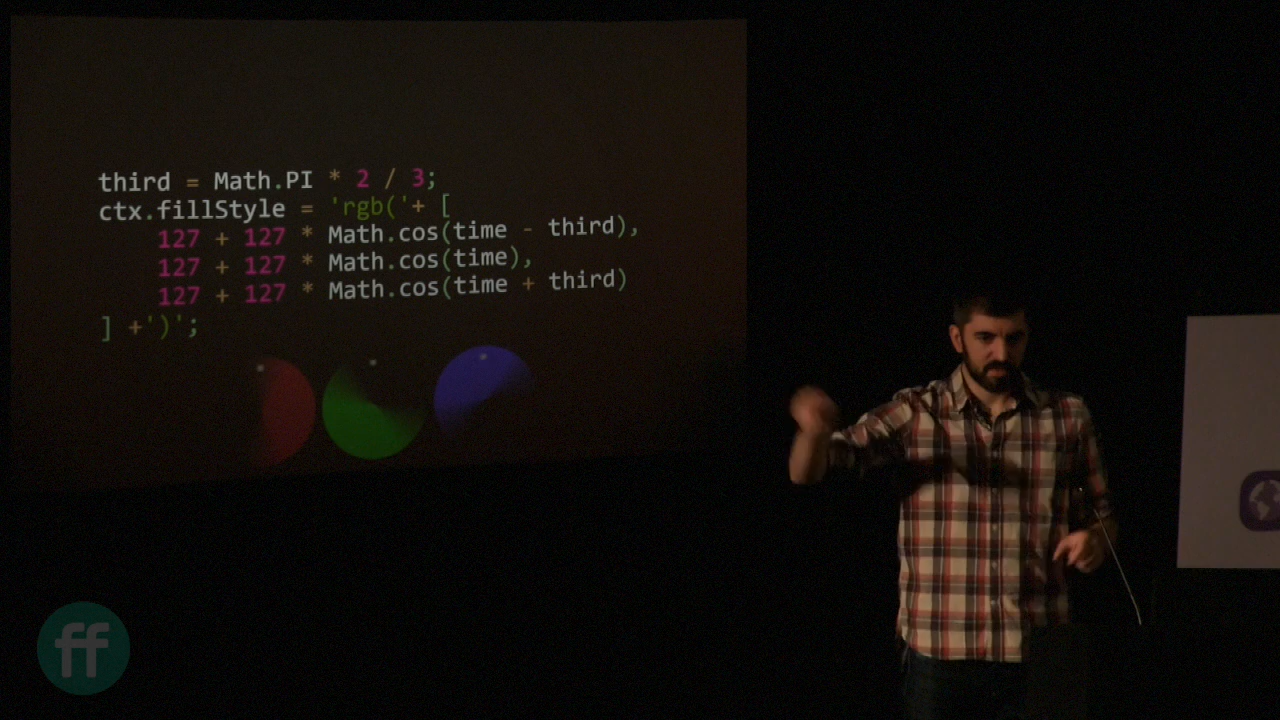 third = Math.PI * 2 / 3;
ctx.fillStyle = 'rgb('+ [
    127 + 127 * Math.cos(time - third),
    127 + 127 * Math.cos(time),
    127 + 127 * Math.cos(time + third)
] +')';
ff